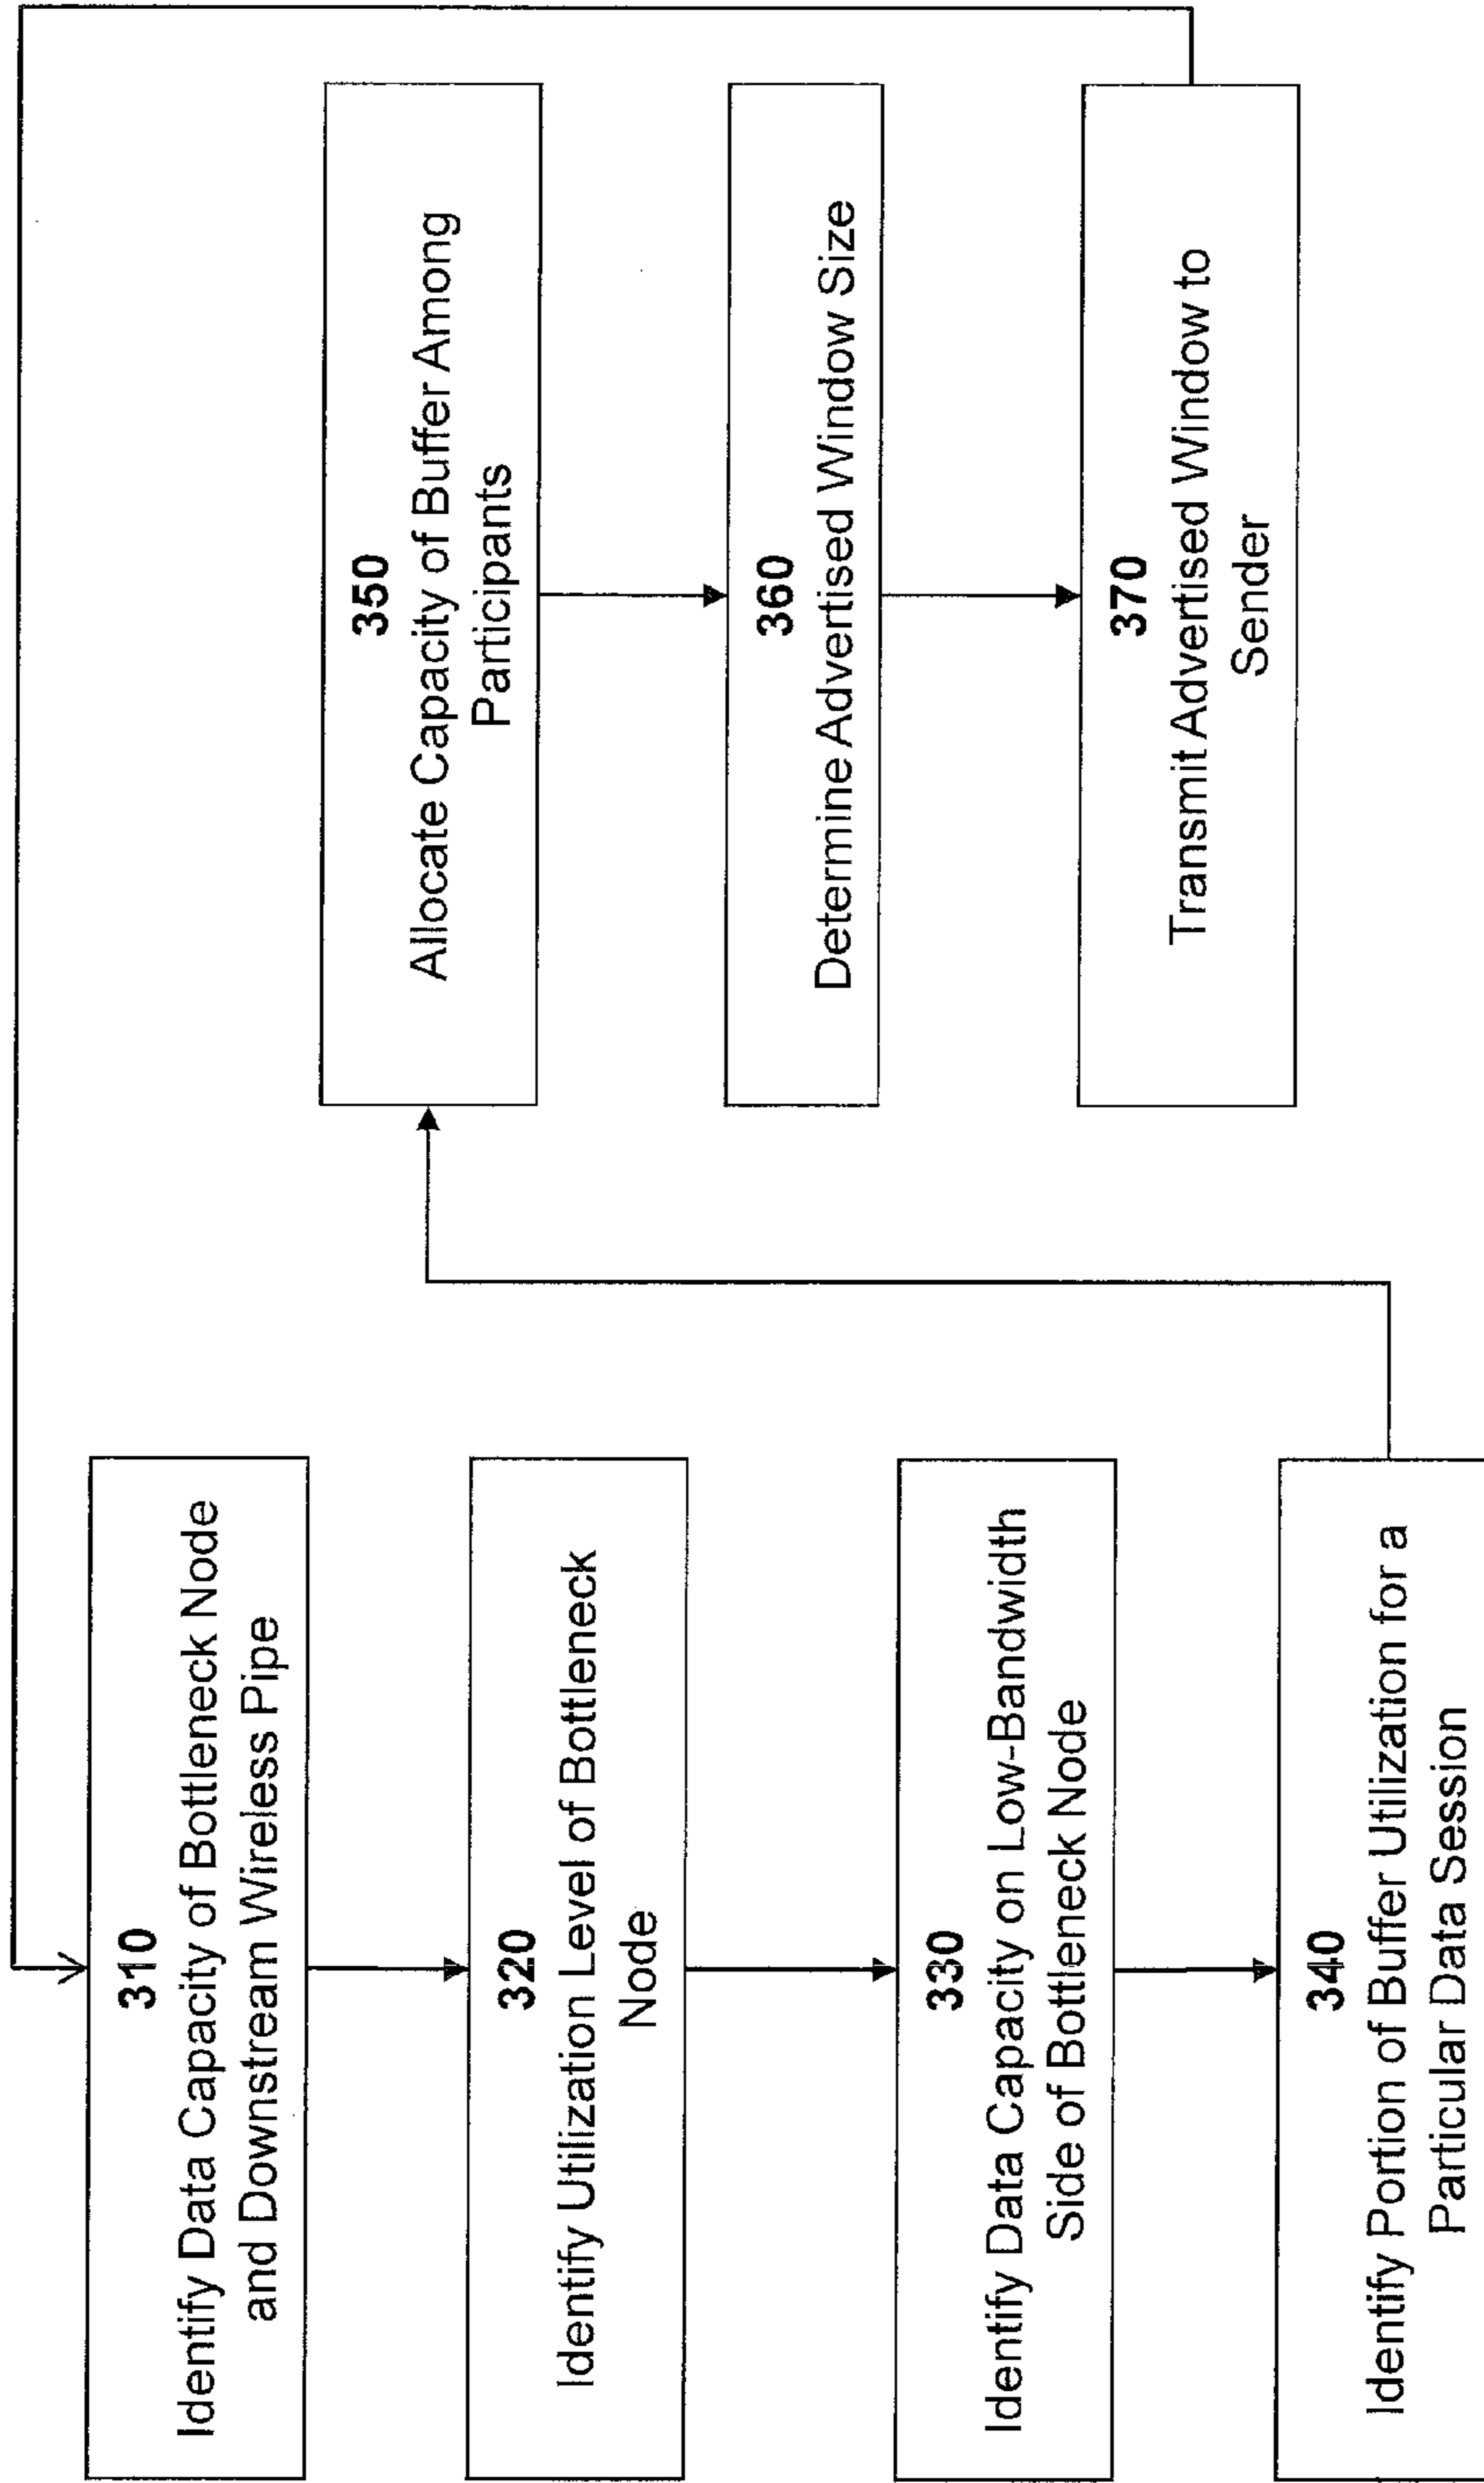 310
Identify Data Capacity of Bottleneck Node
and Downstream Wireless Pipe
320
Identify Utilization Level of Bottleneck
Node
330
Identify Data Capacity on Low-Bandwidth
Side of Bottleneck Node
340
Identify Portion of Buffer Utilization for a
Particular Data Session
350
Allocate Capacity of Buffer Among
Participants
360
Determine Advertised Window Size
370
Transmit Advertised Window to
Sender